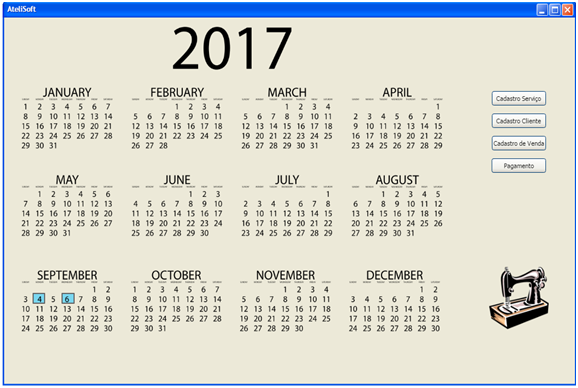 AteliSoft
2017
JANUARY
1 2 3 4 5 6 7
8 9 10 11 12 13 14
15 16 17 18 19 20 21
22 23 24 25 26 27 28
29 30 31
FEBRUARY
1 2 3 4
5 6 7 8 9 10 11
12 13 14 15 16 17 18
19 20 21 22 23 24 25
26 27 28
MARCH
1 2 3 4
5 6 7 8 9 10 11
12 13 14 15 16 17 18
19 20 21 22 23 24 25
26 27 28 29 30 31
APRIL
1
2 3 4 5 6 7 8
9 10 11 12 13 14 15
16 17 18 19 20 21 22
23 24 25 26 27 28 29
MAY
1 2 3 4 5 6
7 8 9 10 11 12 13
14 15 16 17 18 19 20
21 22 23 24 25 26 27
28 29 30 31
JUNE
1 2 3
4 5 6 7 8 9 10
11 12 13 14 15 16 17
18 19 20 21 22 23 24
25 26 27 28 29 30
JULY
1
2 3 4 5 6 7 8
9 10 11 12 13 14 15
16 17 18 19 20 21 22
23 24 25 26 27 28 29
AUGUST
1 2 3 4 5
6 7 8 9 10 11 12
13 14 15 16 17 18 19
20 21 22 23 24 25 26
27 28 29 30 31
SEPTEMBER
1 2
3 4 5 6 7 8 9
10 11 12 13 14 15 16
17 18 19 20 21 22 23
24 25 26 27 28 29 30
OCTOBER
1 2 3 4 5 6 7
8 9 10 11 12 13 14
15 16 17 18 19 20 21
22 23 24 25 26 27 28
29 30 31
NOVEMBER
1 2 3 4
5 6 7 8 9 10 11
12 13 14 15 16 17 18
19 20 21 22 23 24 25
26 27 28 29 30
DECEMBER
1 2
3 4 5 6 7 8 9
10 11 12 13 14 15 16
17 18 19 20 21 22 23
24 25 26 27 28 29 30
Cadastro Serviço
Cadastro Cliente
Cadastro de Venda
Pagamento